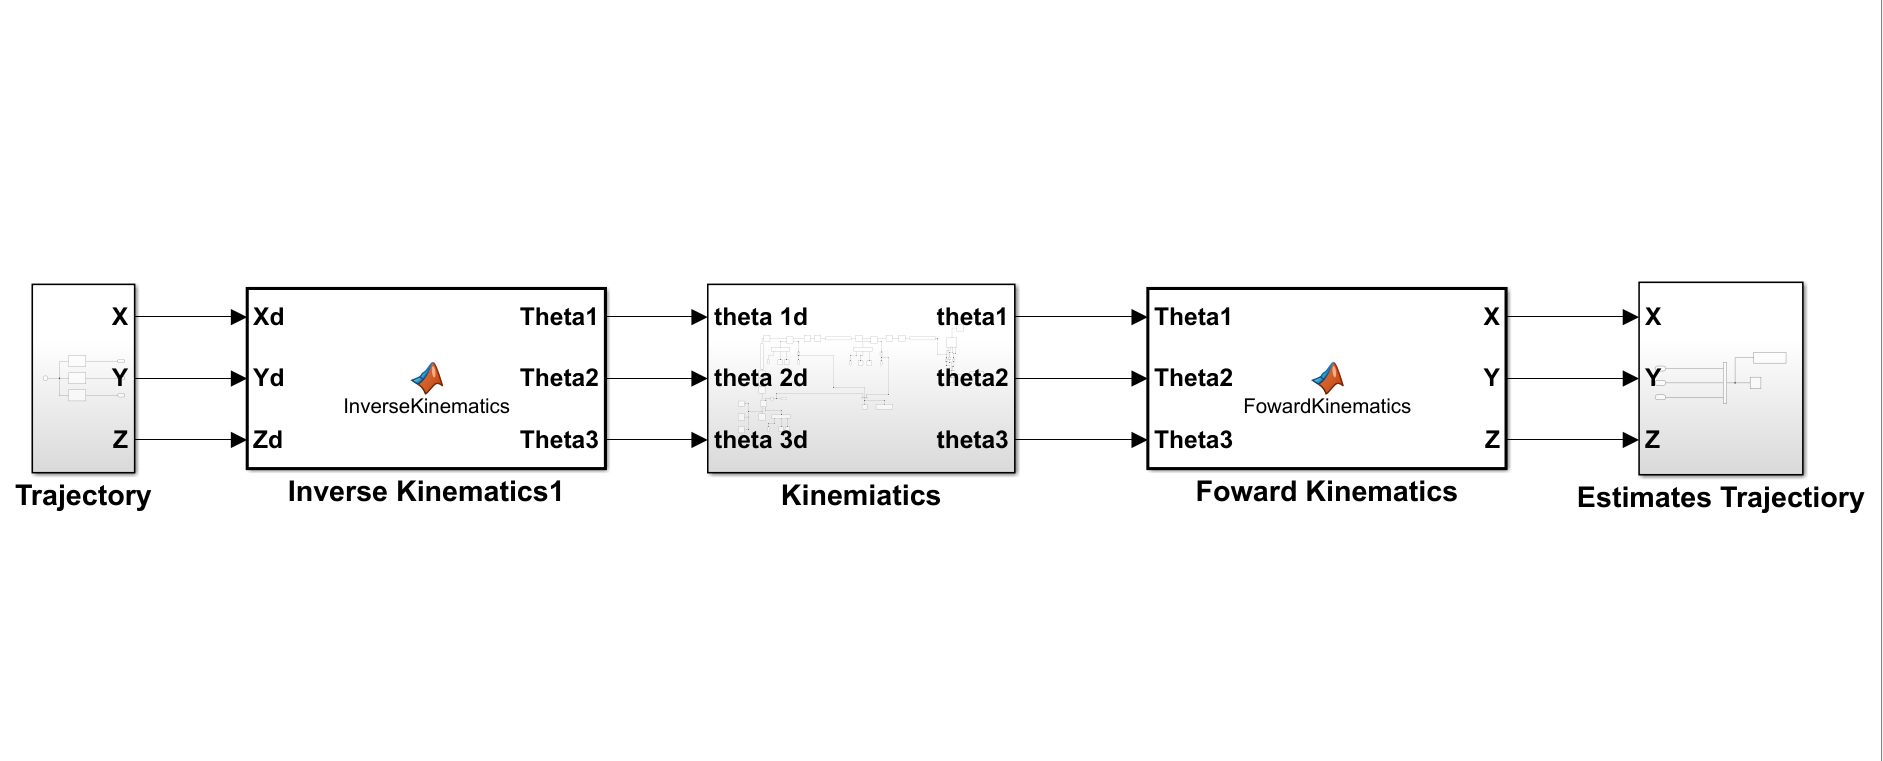 X
Y
Z
Trajectory
Xd
Yd
Zd
InverseKinematics
Theta1
Theta2
Theta3
Inverse Kinematics1
theta 1d
theta 2d
theta 3d
theta1
theta2
theta3
Kinemiatics
Theta1
Theta2
Theta3
FowardKinematics
X
Y
Z
Foward Kinematics
X
Y
Z
Estimates Trajectiory